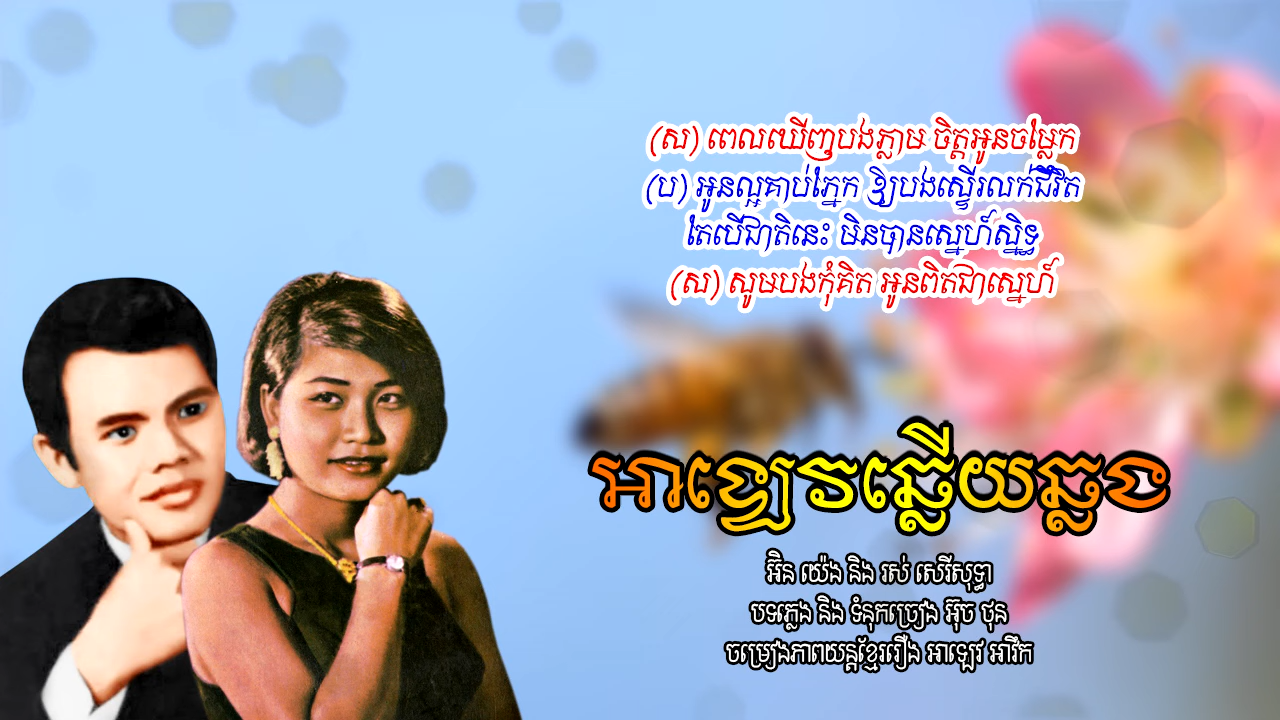 (ស) ពេលឃើញបងភ្លាម ចិត្តអូនចម្លែក
(ប) អូនល្អគាប់ភ្នែក ឱ្យបងស្ទើរលក់ជីវិត
តែបើជាតិនេះ មិនបានស្នេហ៍ស្និទ្ធ
(ស) សូមបងកុំគិត អូនពិតជាស្នេហ៍
អាឡេវឆ្លើយឆ្លង
អ៊ិន យ៉េង និង រស់ សេរីសុទ្ធា
បទភ្លេង និង ទំនុកច្រៀង អ៊ុច ថុន
ចម្រៀងភាពយន្តខ្មែររឿង អាឡេវ អាវឹក